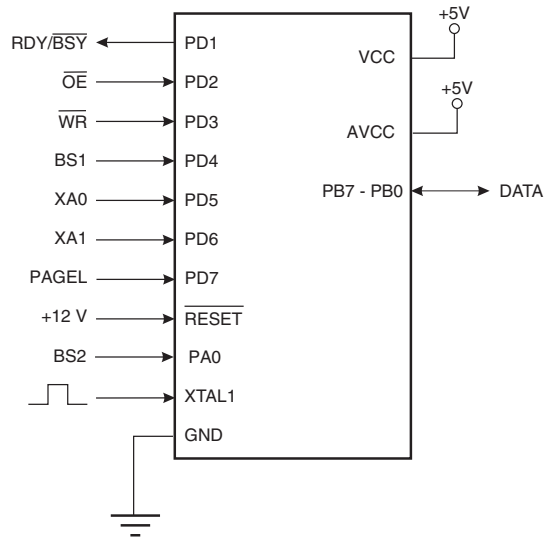 RDY/BSY PD1
OE PD2
WR PD3
BS1 PD4
XA0 PD5
XA1 PD6
PAGEL PD7
+12 V RESET
BS2 PA0
XTAL1
GND
+5V
VCC
+5V
AVCC
PB7 - PB0 DATA